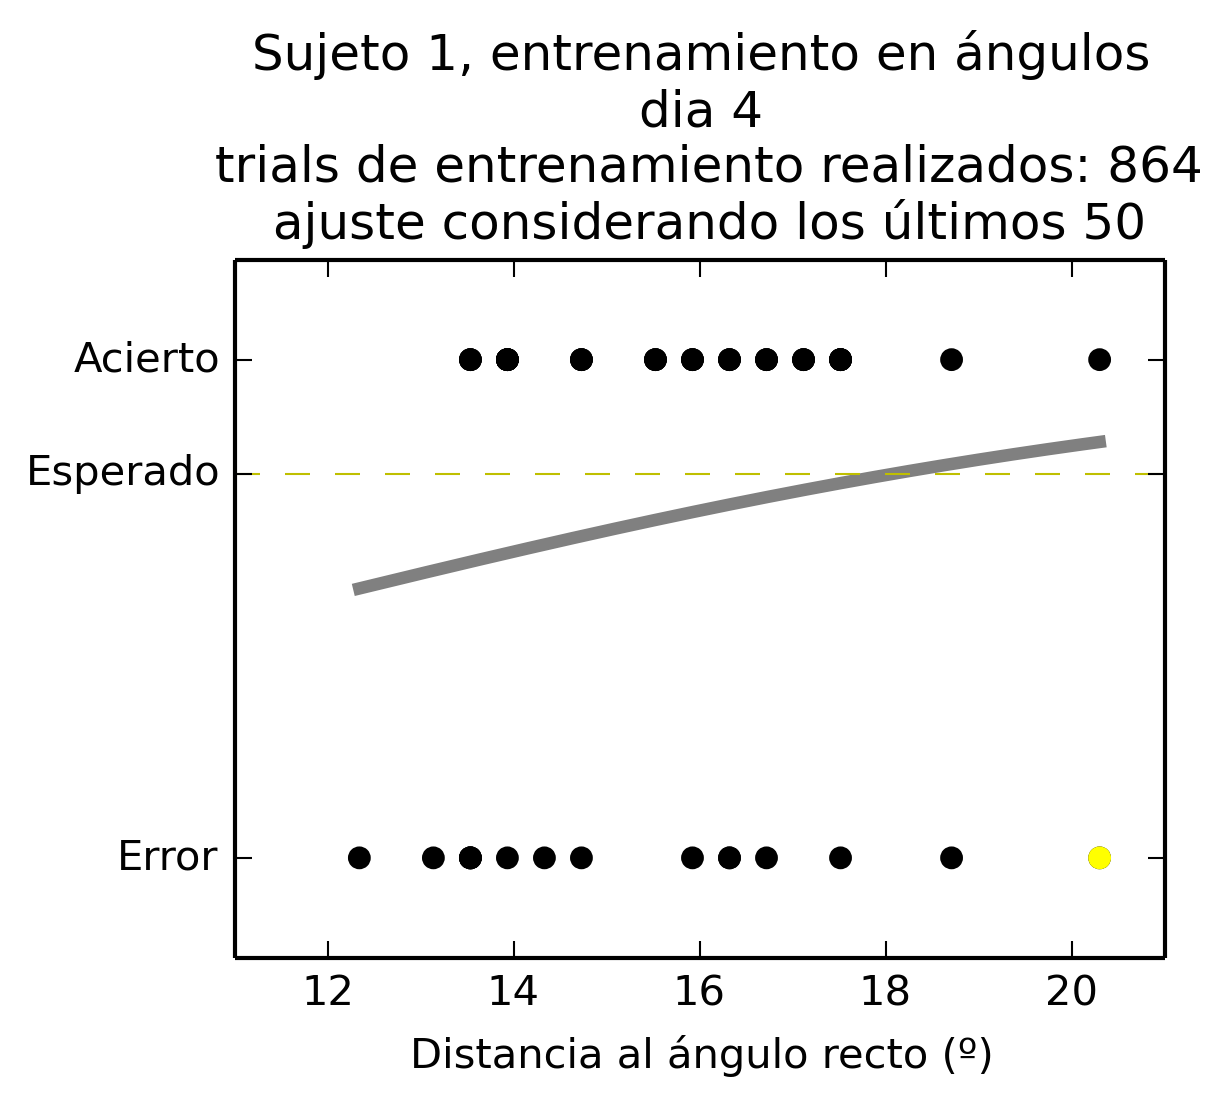 Sujeto 1, entrenamiento en ángulos
dia 4
trials de entrenamiento realizados: 864
ajuste considerando los últimos 50
Acierto
Esperado
Error
12 14 16 18 20
Distancia al ángulo recto (º)